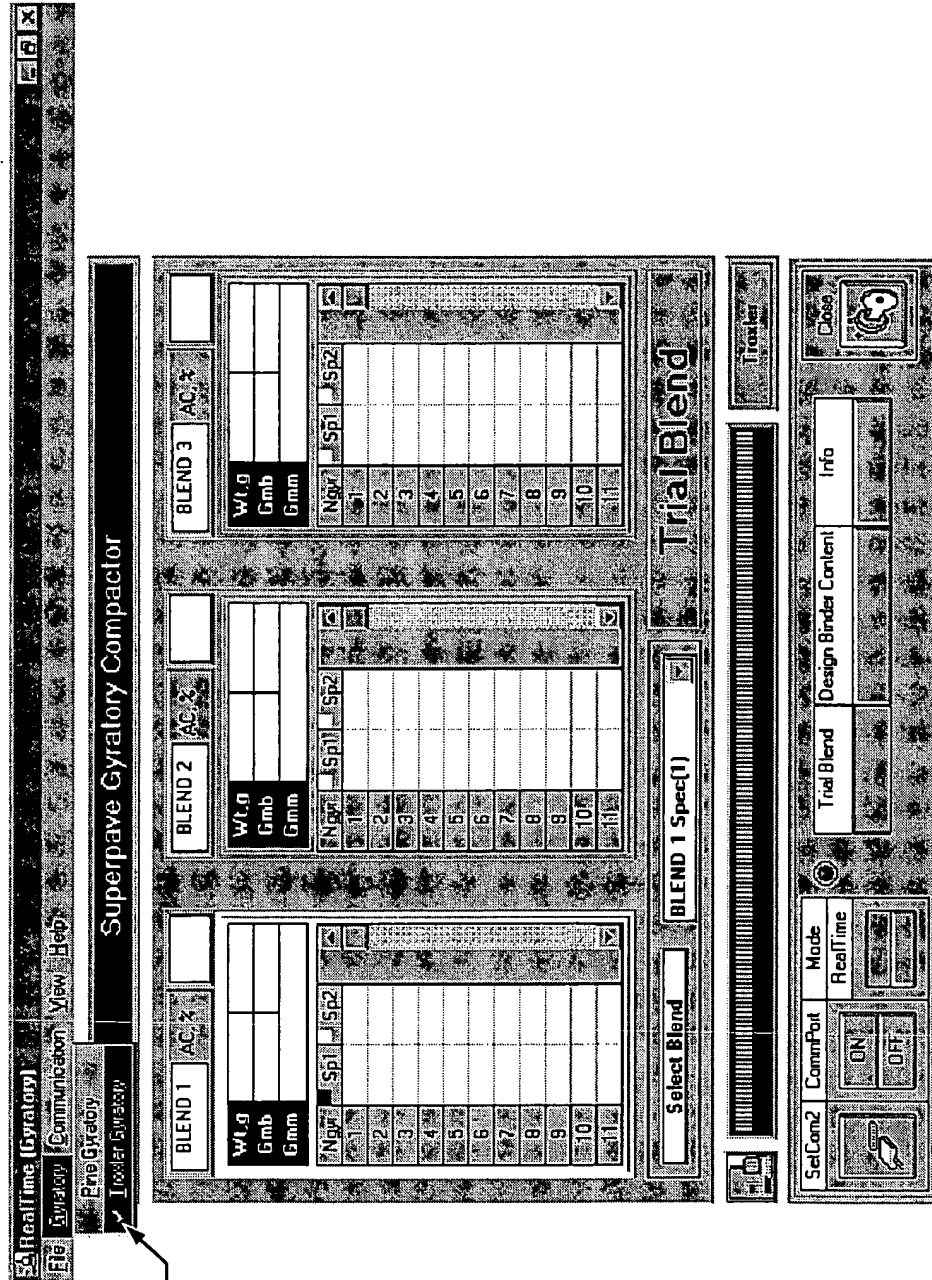 RealTime [Gyratory]
File Gyratory Communication View Help
Pine Gyratory
✓ Troxler Gyratory
Superpave Gyratory Compactor
BLEND 1 AC, %
Wt.g
Gmb
Gmm
Ngyr Sp1 Sp2
1
2
3
4
5
6
7
8
9
10
11
BLEND 2 AC, %
Wt.g
Gmb
Gmm
Ngyr Sp1 Sp2
1
2
3
4
5
6
7
8
9
10
11
BLEND 3 AC, %
Wt.g
Gmb
Gmm
Ngyr Sp1 Sp2
1
2
3
4
5
6
7
8
9
10
11
Select Blend
BLEND 1 Spec(1)
Trial Blend
Troxler
SetCom2 CommPort Mode
RealTime
ON
OFF
Trial Blend Design Binder Content Info
Close